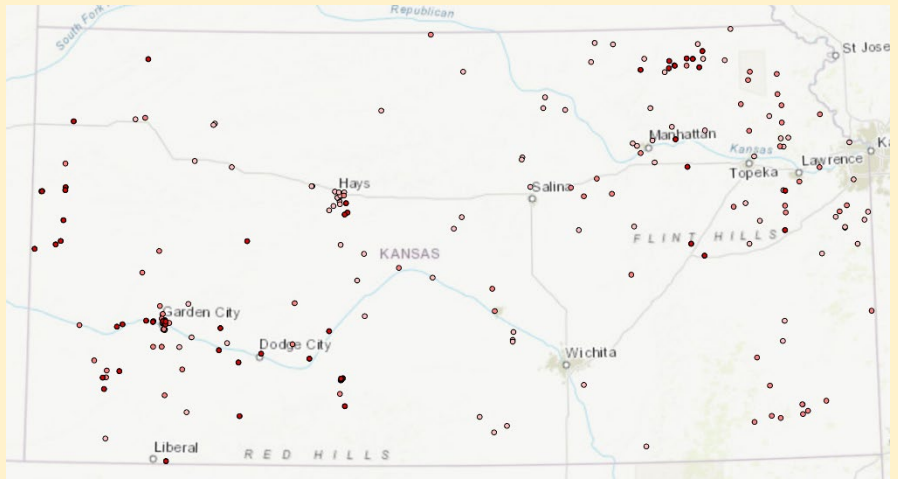 Republican
South Fork
St Jose
Manhattan
Kansas
Ka
Topeka
Lawrence
Hays
Salina
FLINT HILLS
KANSAS
Garden City
Dodge City
Wichita
Liberal
RED HILLS